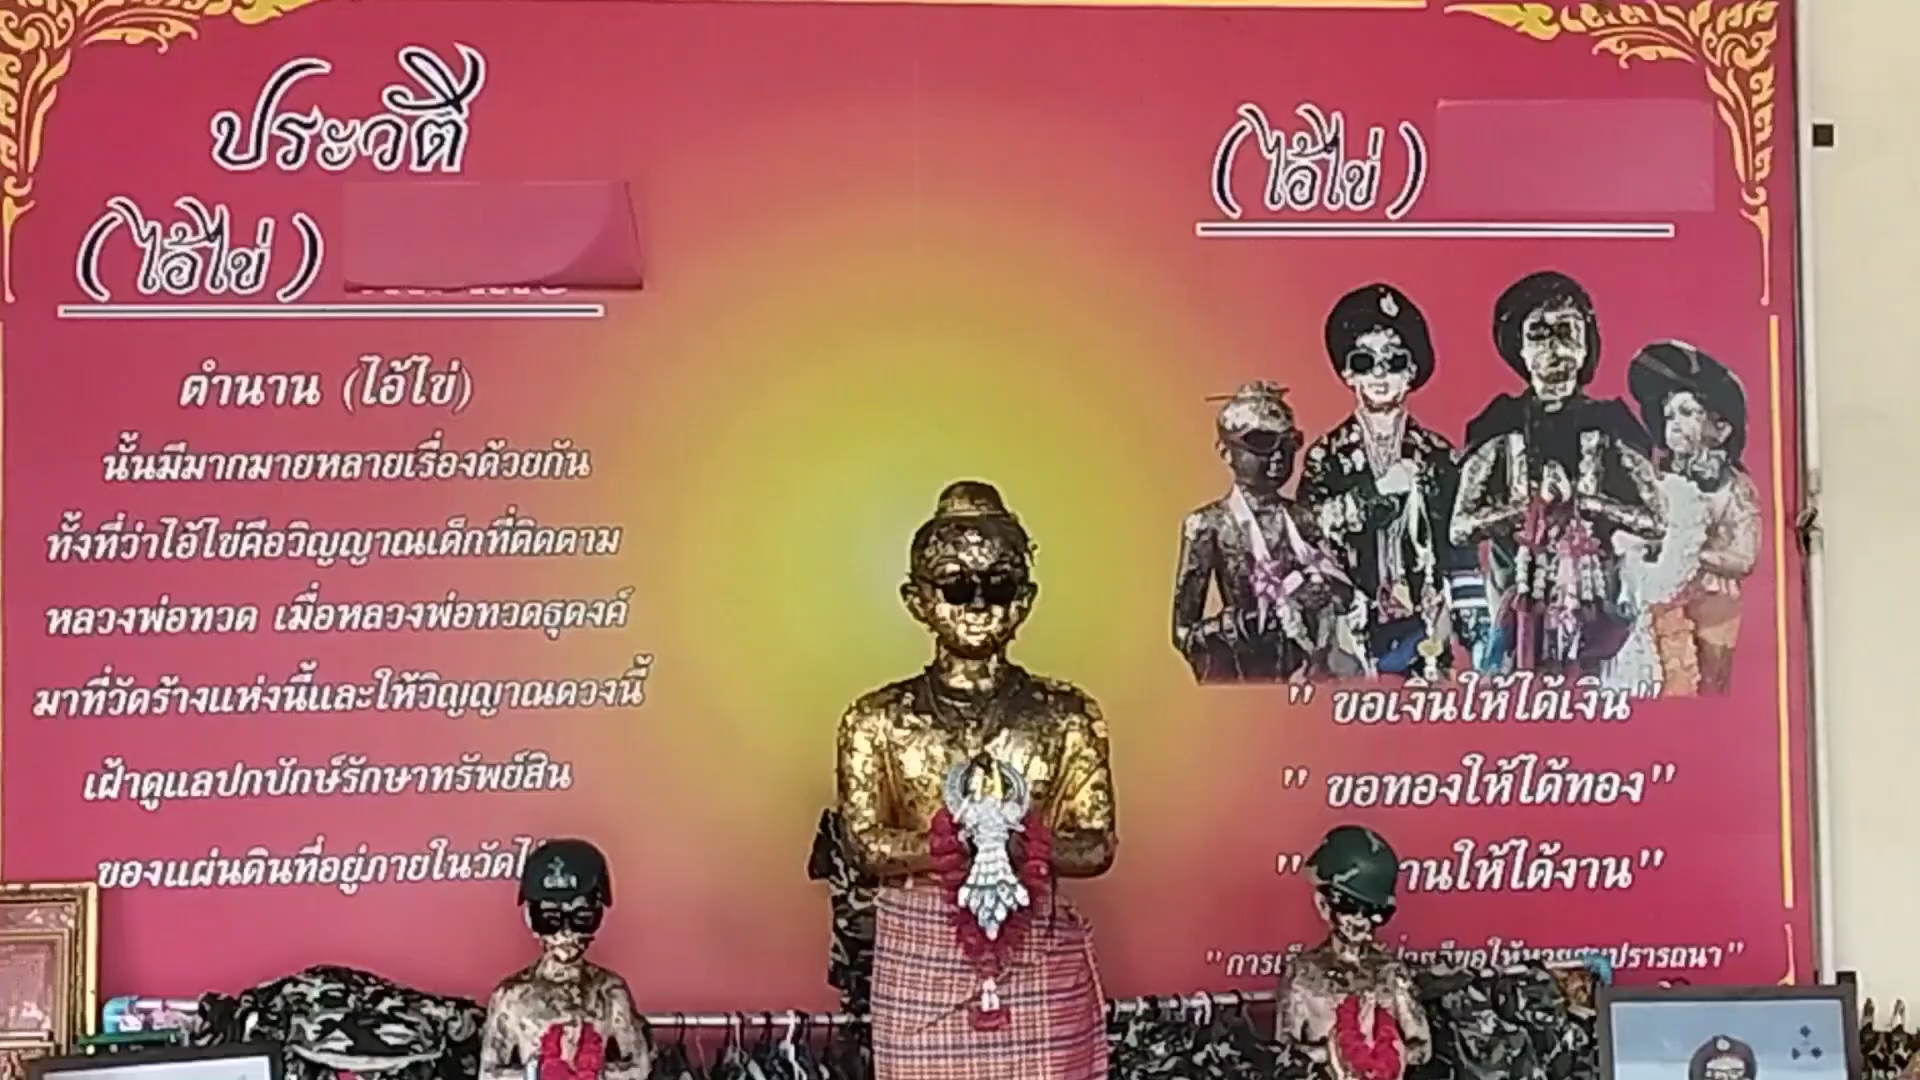 ประวัติ
(ไอ้ไข่)
ตำนาน (ไอ้ไข่)
นั้นมีมากมายหลายเรื่องด้วยกัน
ทั้งที่ว่าไอ้ไข่คือวิญญาณเด็กที่ติดตาม
หลวงพ่อทวด เมื่อหลวงพ่อทวดธุดงค์
มาที่วัดร้างแห่งนี้และให้วิญญาณดวงนี้
เฝ้าดูแลปกปักษ์รักษาทรัพย์สิน
ของแผ่นดินที่อยู่ภายในวัด
(ไอ้ไข่)
" ขอเงินให้ได้เงิน"
" ขอทองให้ได้ทอง"
" านให้ได้งาน"